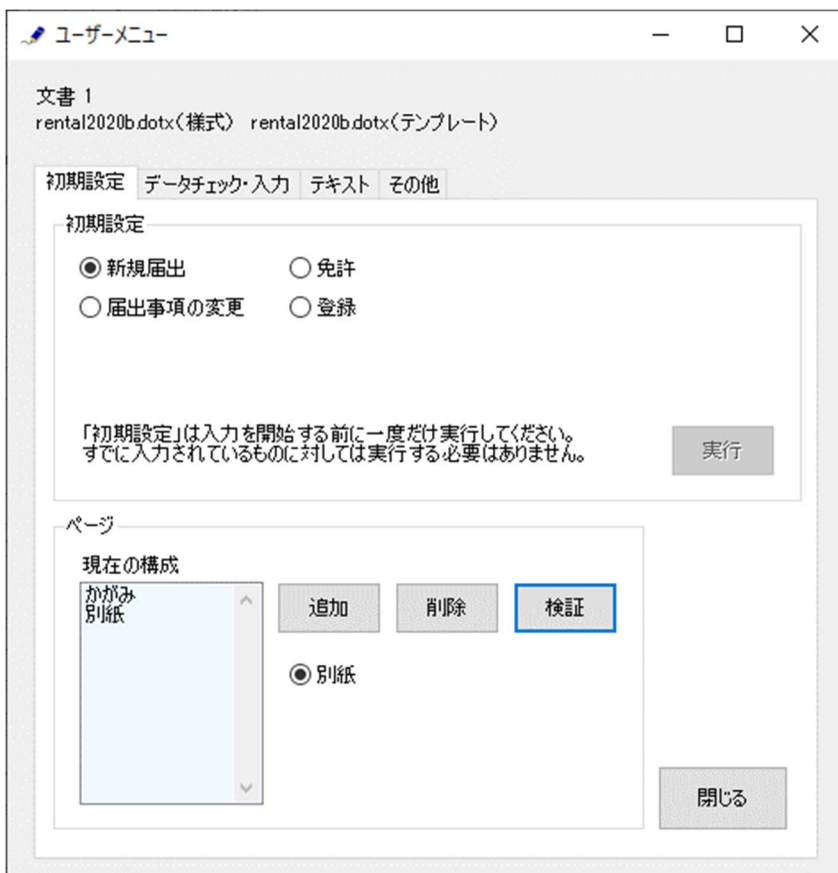 ユーザーメニュー
文書 1
rental2020b.dotx（様式） rental2020b.dotx（テンプレート）
初期設定 データチェック・入力 テキスト その他
初期設定
新規届出 免許
届出事項の変更 登録
「初期設定」は入力を開始する前に一度だけ実行してください。
すでに入力されているものに対しては実行する必要はありません。
実行
ページ
現在の構成
かがみ
別紙
追加 削除 検証
別紙
閉じる